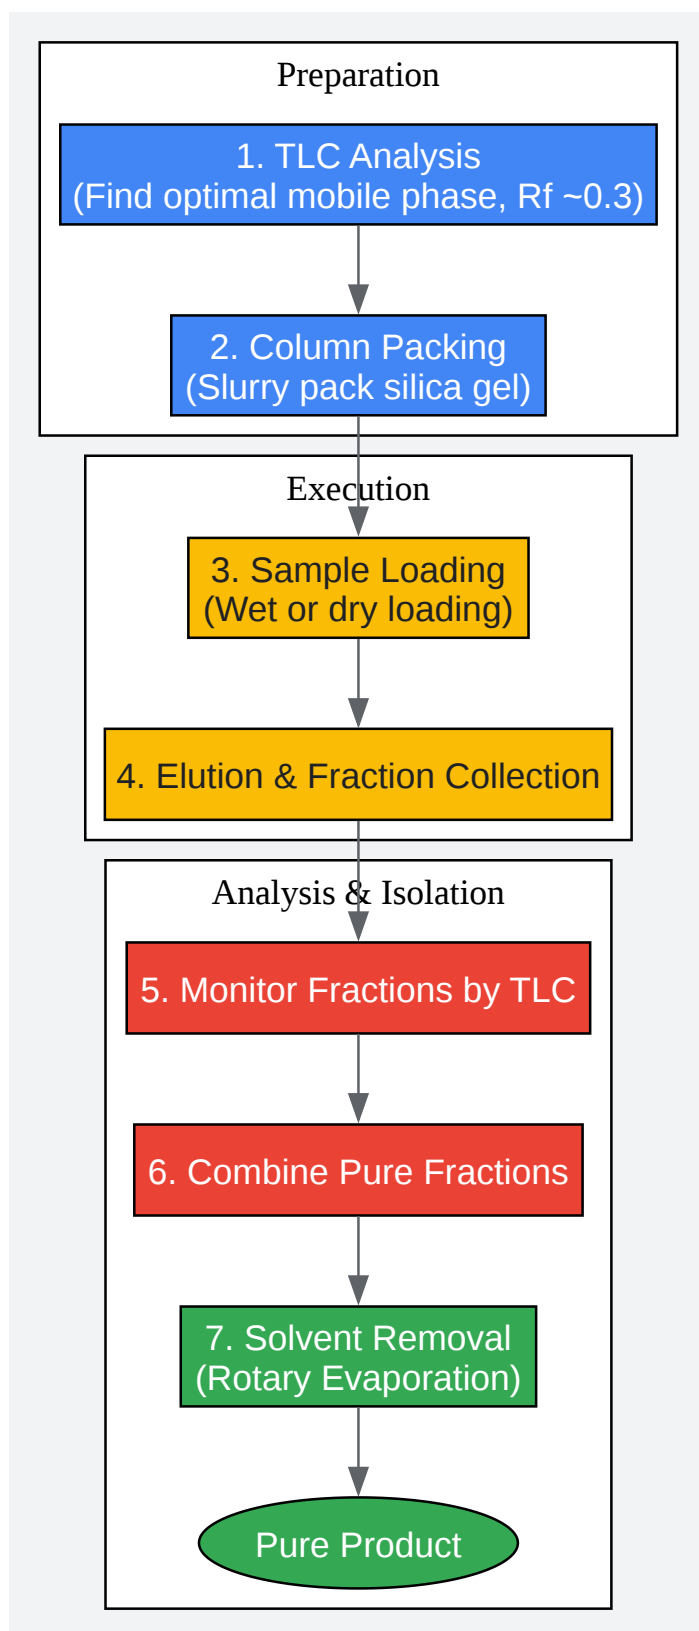 Preparation
1. TLC Analysis
(Find optimal mobile phase, Rf ~0.3)
2. Column Packing
(Slurry pack silica gel)
Execution
3. Sample Loading
(Wet or dry loading)
4. Elution & Fraction Collection
Analysis & Isolation
5. Monitor Fractions by TLC
6. Combine Pure Fractions
7. Solvent Removal
(Rotary Evaporation)
Pure Product